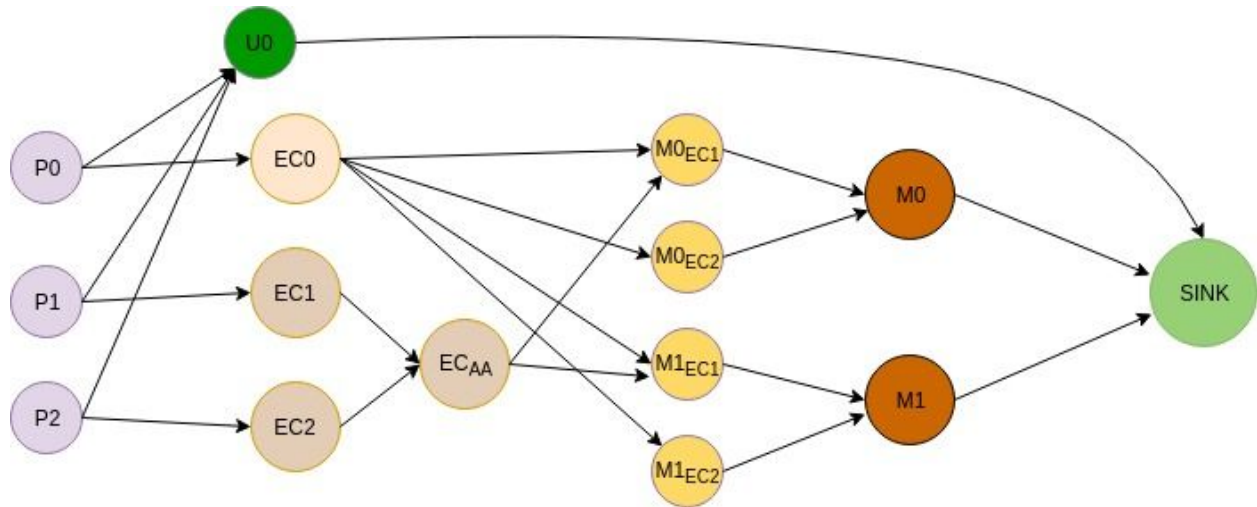 U0
P0
EC0
M0EC1
M0
M0EC2
P1
EC1
SINK
ECAA
M1EC1
M1
P2
EC2
M1EC2